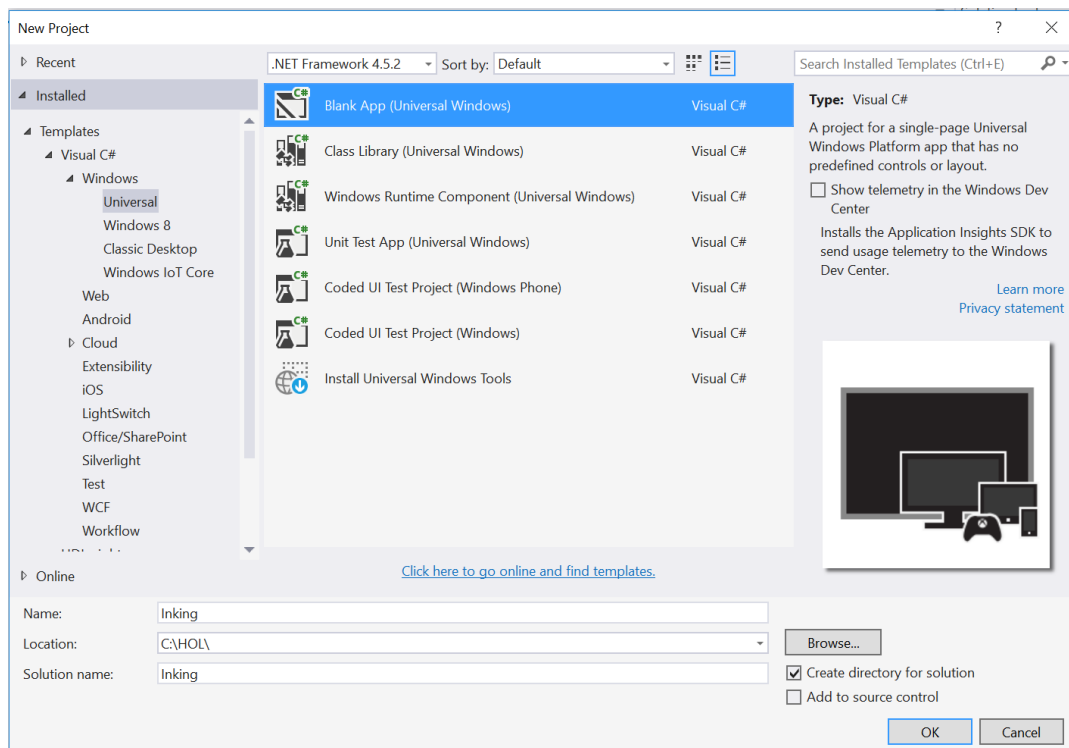 New Project
?
Recent
.NET Framework 4.5.2
Sort by:
Default
Search Installed Templates (Ctrl+E)
Installed
Templates
Visual C#
Windows
Universal
Windows 8
Classic Desktop
Windows IoT Core
Web
Android
Cloud
Extensibility
iOS
LightSwitch
Office/SharePoint
Silverlight
Test
WCF
Workflow
Online
C#
Blank App (Universal Windows)
Visual C#
C#
Class Library (Universal Windows)
Visual C#
C#
Windows Runtime Component (Universal Windows)
Visual C#
C#
Unit Test App (Universal Windows)
Visual C#
C#
Coded UI Test Project (Windows Phone)
Visual C#
C#
Coded UI Test Project (Windows)
Visual C#
Install Universal Windows Tools
Visual C#
Click here to go online and find templates.
Type: Visual C#
A project for a single-page Universal
Windows Platform app that has no
predefined controls or layout.
Show telemetry in the Windows Dev
Center
Installs the Application Insights SDK to
send usage telemetry to the Windows
Dev Center.
Learn more
Privacy statement
Name:
Inking
Location:
C:\HOL\
Browse...
Solution name:
Inking
Create directory for solution
Add to source control
OK
Cancel